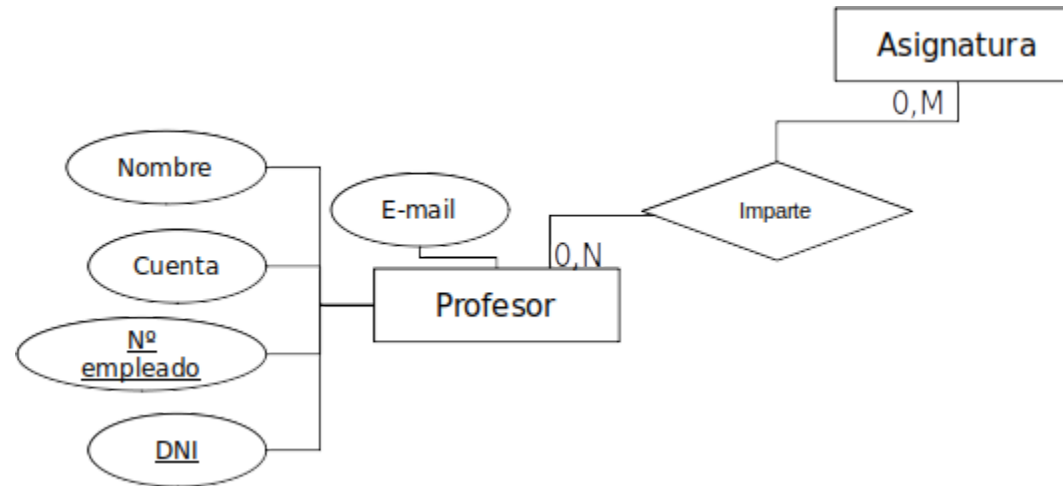 Asignatura
0,M
Nombre
E-mail
Imparte
0,N
Cuenta
Profesor
Nº
empleado
DNI